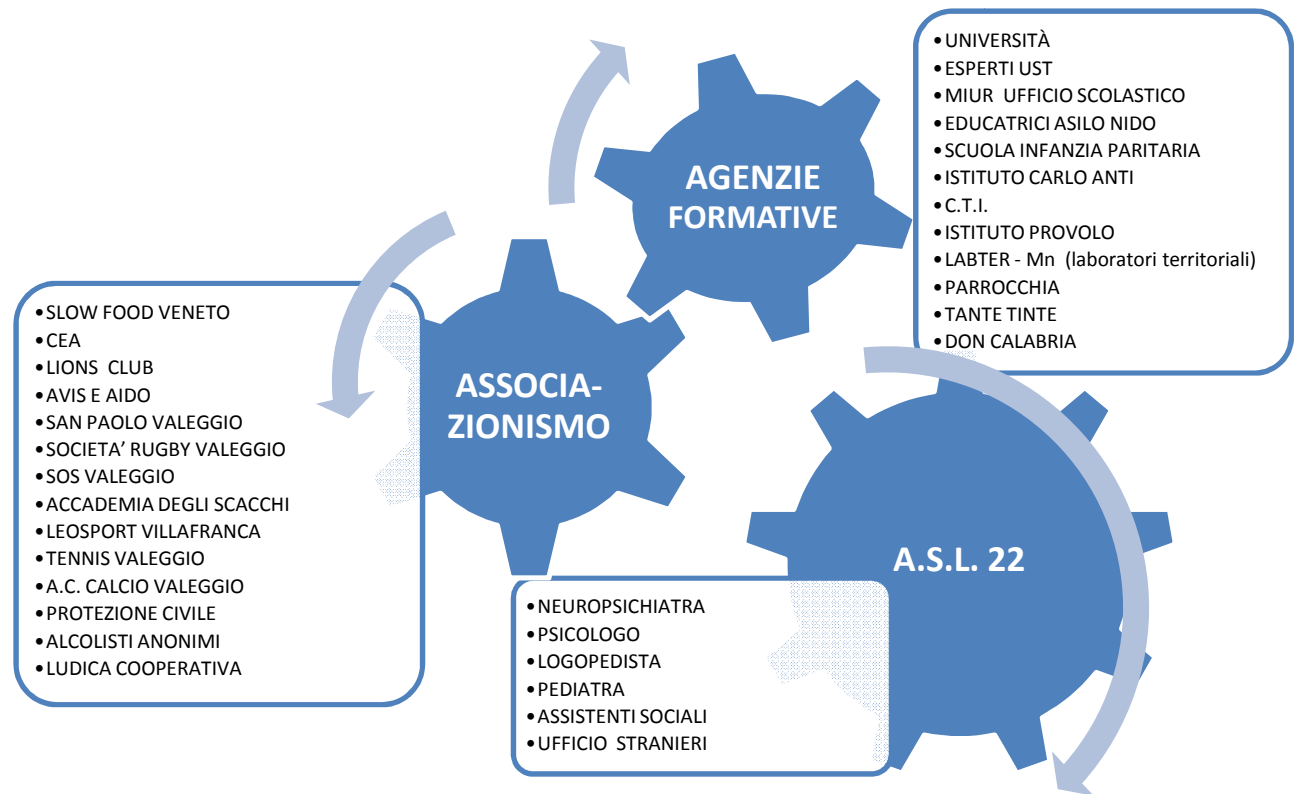 •UNIVERSITÀ
•ESPERTI UST
•MIUR UFFICIO SCOLASTICO
•EDUCATRICI ASILO NIDO
•SCUOLA INFANZIA PARITARIA
•ISTITUTO CARLO ANTI
•C.T.I.
•ISTITUTO PROVOLO
•LABTER - Mn (laboratori territoriali)
•PARROCCHIA
•TANTE TINTE
•DON CALABRIA
AGENZIE
FORMATIVE
•SLOW FOOD VENETO
•CEA
•LIONS CLUB
•AVIS E AIDO
•SAN PAOLO VALEGGIO
•SOCIETA’ RUGBY VALEGGIO
•SOS VALEGGIO
•ACCADEMIA DEGLI SCACCHI
•LEOSPORT VILLAFRANCA
•TENNIS VALEGGIO
•A.C. CALCIO VALEGGIO
•PROTEZIONE CIVILE
•ALCOLISTI ANONIMI
•LUDICA COOPERATIVA
ASSOCIA-
ZIONISMO
A.S.L. 22
•NEUROPSICHIATRA
•PSICOLOGO
•LOGOPEDISTA
•PEDIATRA
•ASSISTENTI SOCIALI
•UFFICIO STRANIERI